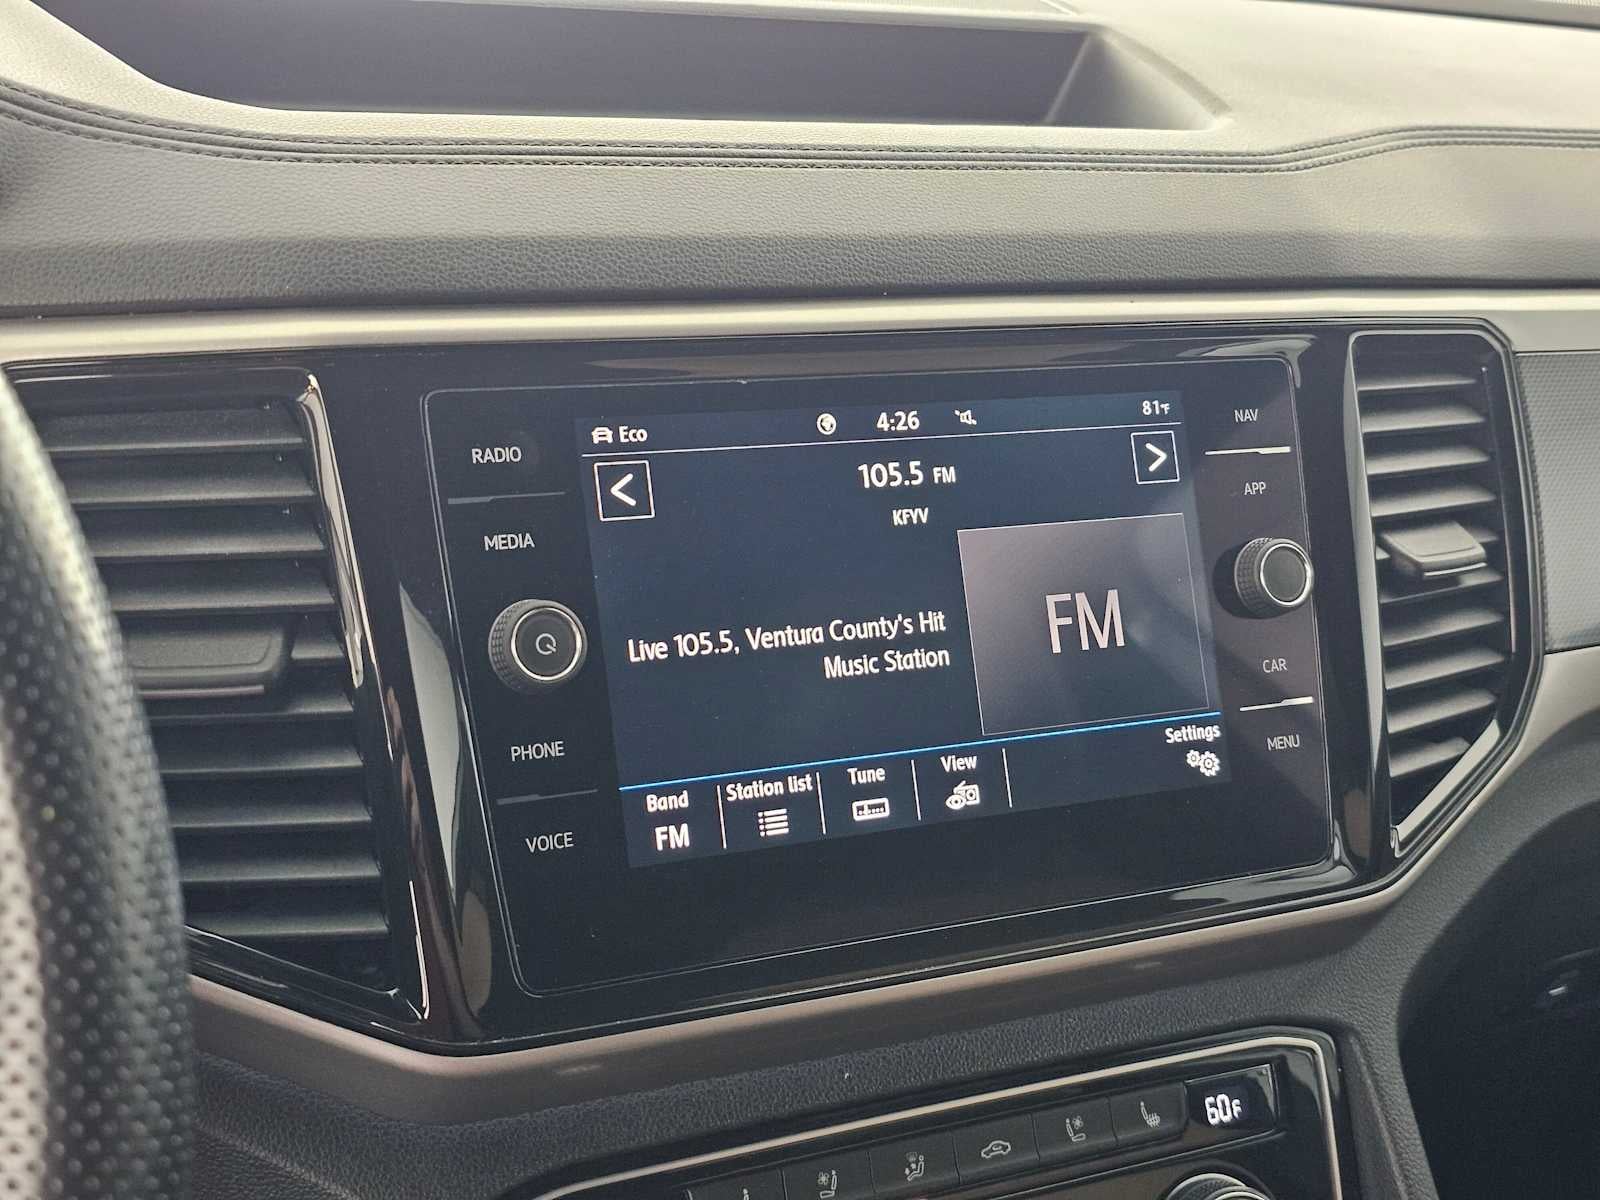 RADIO
MEDIA
PHONE
VOICE
Eco
4:26
81°F
105.5 FM
KFYV
Live 105.5, Ventura County's Hit
Music Station
FM
Band
FM
Station list
Tune
View
Settings
NAV
APP
CAR
MENU
60°F